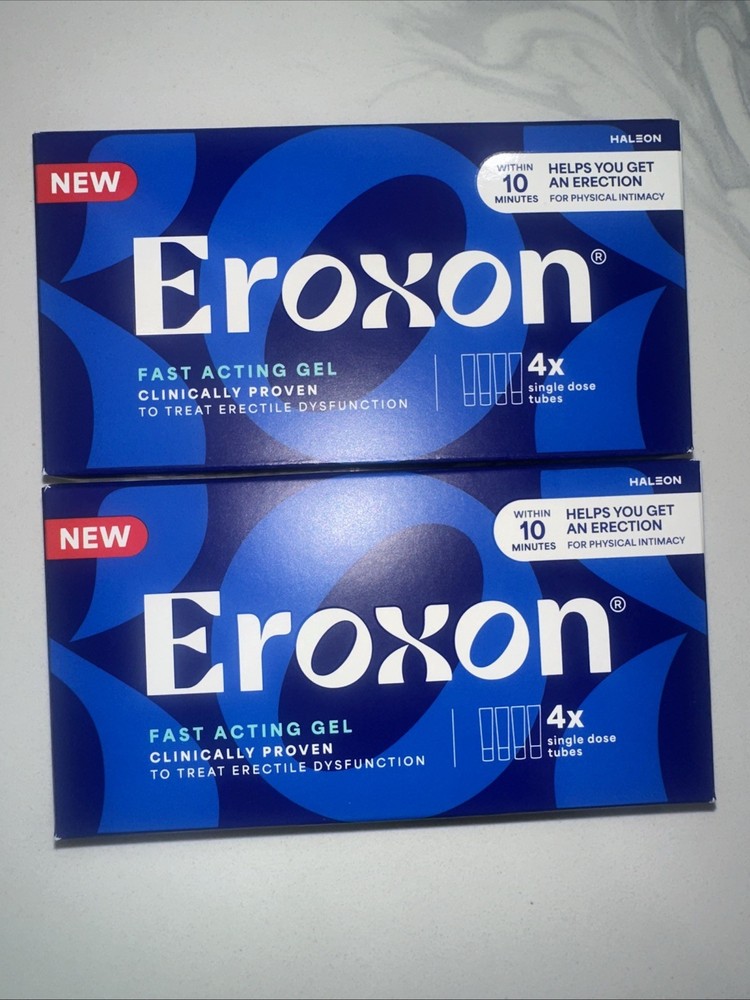 HALEON
NEW
WITHIN
10
MINUTES
HELPS YOU GET
AN ERECTION
FOR PHYSICAL INTIMACY
Eroxon®
FAST ACTING GEL
CLINICALLY PROVEN
TO TREAT ERECTILE DYSFUNCTION
4x
single dose
tubes
HALEON
NEW
WITHIN
10
MINUTES
HELPS YOU GET
AN ERECTION
FOR PHYSICAL INTIMACY
Eroxon®
FAST ACTING GEL
CLINICALLY PROVEN
TO TREAT ERECTILE DYSFUNCTION
4x
single dose
tubes